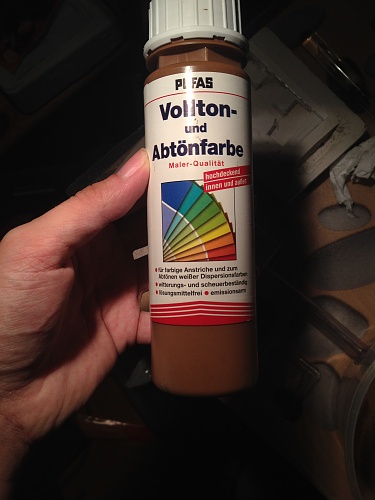 PUFAS
Vollton-
und
Abtönfarbe
Maler-Qualität
hochdeckend
innen und außen
für farbige Anstriche und zum
Abtönen weißer Dispersionsfarben
witterungs- und scheuerbeständig
lösungsmittelfrei • emissionsarm